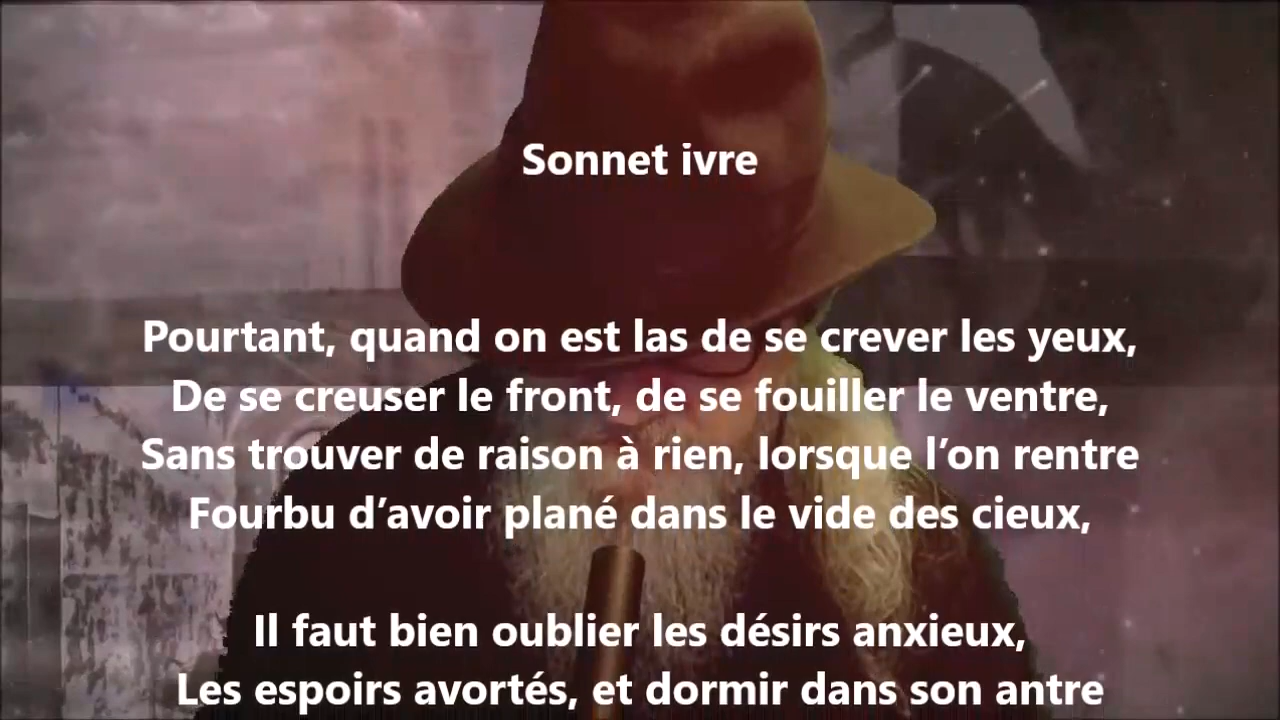 Sonnet ivre
Pourtant, quand on est las de se crever les yeux,
De se creuser le front, de se fouiller le ventre,
Sans trouver de raison à rien, lorsque l’on rentre
Fourbu d’avoir plané dans le vide des cieux,
Il faut bien oublier les désirs anxieux,
Les espoirs avortés, et dormir dans son antre